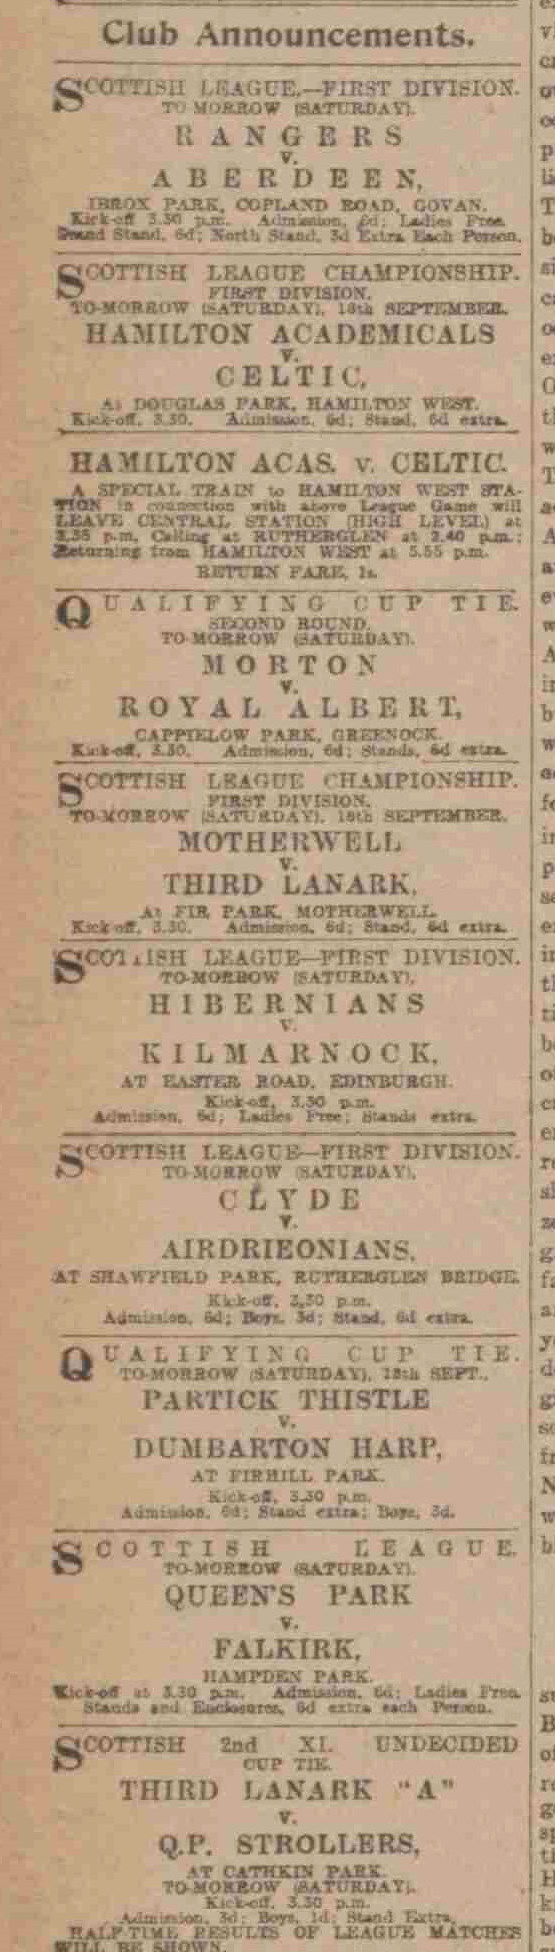 Club Announcements.
SCOTTISH LEAGUE.—FIRST DIVISION.
TO-MORROW (SATURDAY).
RANGERS
v.
ABERDEEN,
IBROX PARK, COPLAND ROAD, GOVAN.
Kick-off 3.30 p.m. Admission, 6d; Ladies Free
Grand Stand, 6d; North Stand, 3d Extra Each Person.
SCOTTISH LEAGUE CHAMPIONSHIP.
FIRST DIVISION.
TO-MORROW (SATURDAY), 18th SEPTEMBER.
HAMILTON ACADEMICALS
v.
CELTIC,
At DOUGLAS PARK, HAMILTON WEST.
Kick-off, 3.30. Admission, 6d; Stand, 6d extra.
HAMILTON ACAS. v. CELTIC.
A SPECIAL TRAIN to HAMILTON WEST STA-
TION in connection with above League Game will
LEAVE CENTRAL STATION (HIGH LEVEL) at
2.35 p.m, Calling at RUTHERGLEN at 2.40 p.m.;
Returning from HAMILTON WEST at 5.55 p.m.
RETURN FARE, 1s.
QUALIFYING CUP TIE.
SECOND ROUND.
TO-MORROW (SATURDAY).
MORTON
v.
ROYAL ALBERT,
CAPPIELOW PARK, GREENOCK.
Kick-off, 3.30. Admission, 6d; Stands, 6d extra.
SCOTTISH LEAGUE CHAMPIONSHIP.
FIRST DIVISION.
TO-MORROW (SATURDAY), 18th SEPTEMBER.
MOTHERWELL
v.
THIRD LANARK,
At FIR PARK, MOTHERWELL.
Kick-off, 3.30. Admission, 6d; Stand, 6d extra.
SCOTTISH LEAGUE—FIRST DIVISION.
TO-MORROW (SATURDAY),
HIBERNIANS
v.
KILMARNOCK,
AT EASTER ROAD, EDINBURGH.
Kick-off, 3.30 p.m.
Admission, 6d; Ladies Free; Stands extra.
SCOTTISH LEAGUE—FIRST DIVISION.
TO-MORROW (SATURDAY),
CLYDE
v.
AIRDRIEONIANS,
AT SHAWFIELD PARK, RUTHERGLEN BRIDGE.
Kick-off, 3.30 p.m.
Admission, 6d; Boys, 3d; Stand, 6d extra.
QUALIFYING CUP TIE.
TO-MORROW (SATURDAY), 18th SEPT.,
PARTICK THISTLE
v.
DUMBARTON HARP,
AT FIRHILL PARK.
Kick-off, 3.30 p.m.
Admission, 6d; Stand extra; Boys, 3d.
SCOTTISH LEAGUE.
TO-MORROW (SATURDAY).
QUEEN'S PARK
v.
FALKIRK,
HAMPDEN PARK.
Kick-off at 3.30 p.m. Admission, 6d; Ladies Free.
Stands and Enclosures, 6d extra each Person.
SCOTTISH 2nd XI. UNDECIDED
CUP TIE.
THIRD LANARK "A"
v.
Q.P. STROLLERS,
AT CATHKIN PARK.
TO-MORROW (SATURDAY).
Kick-off, 3.30 p.m.
Admission, 3d; Boys, 1d; Stand Extra.
HALF-TIME RESULTS OF LEAGUE MATCHES
WILL BE SHOWN.